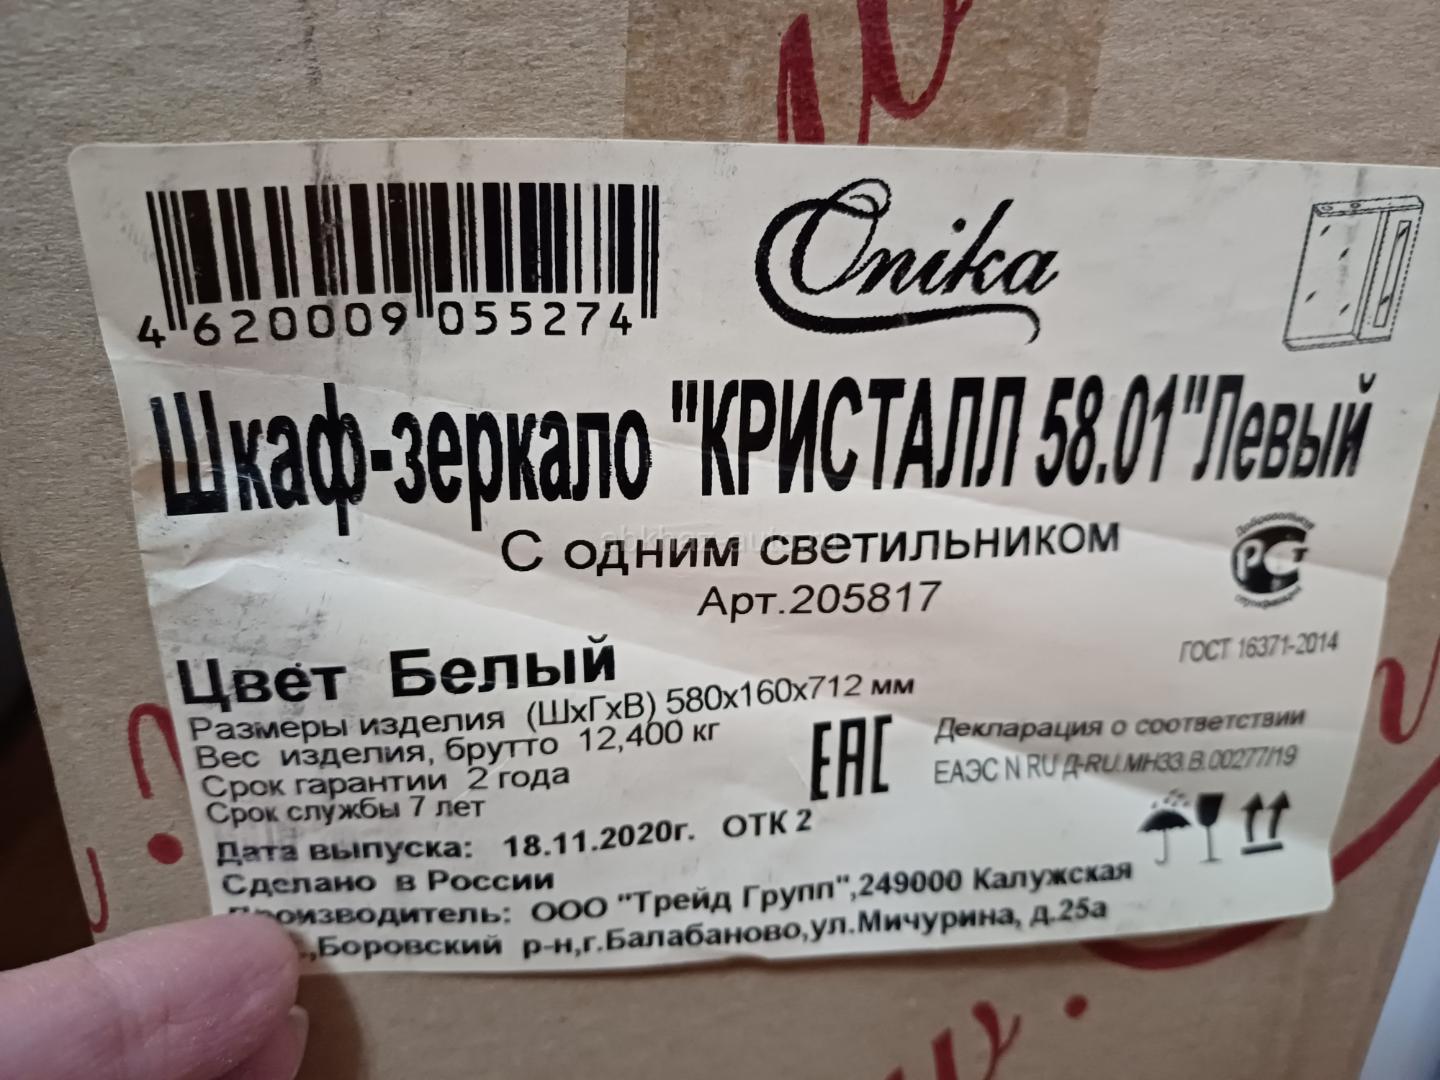 Onika
4 620009 055274
Шкаф-зеркало "КРИСТАЛЛ 58.01"Левый
С одним светильником
Арт.205817
РСТ
ГОСТ 16371-2014
Цвет Белый
Размеры изделия (ШхГхВ) 580х160х712 мм
Вес изделия, брутто 12,400 кг
Срок гарантии 2 года
Срок службы 7 лет
ЕАС
Декларация о соответствии
ЕАЭС N RU Д-RU.МН33.В.00277/19
Дата выпуска: 18.11.2020г. ОТК 2
Сделано в России
Производитель: ООО "Трейд Групп",249000 Калужская
.,Боровский р-н,г.Балабаново,ул.Мичурина, д.25а